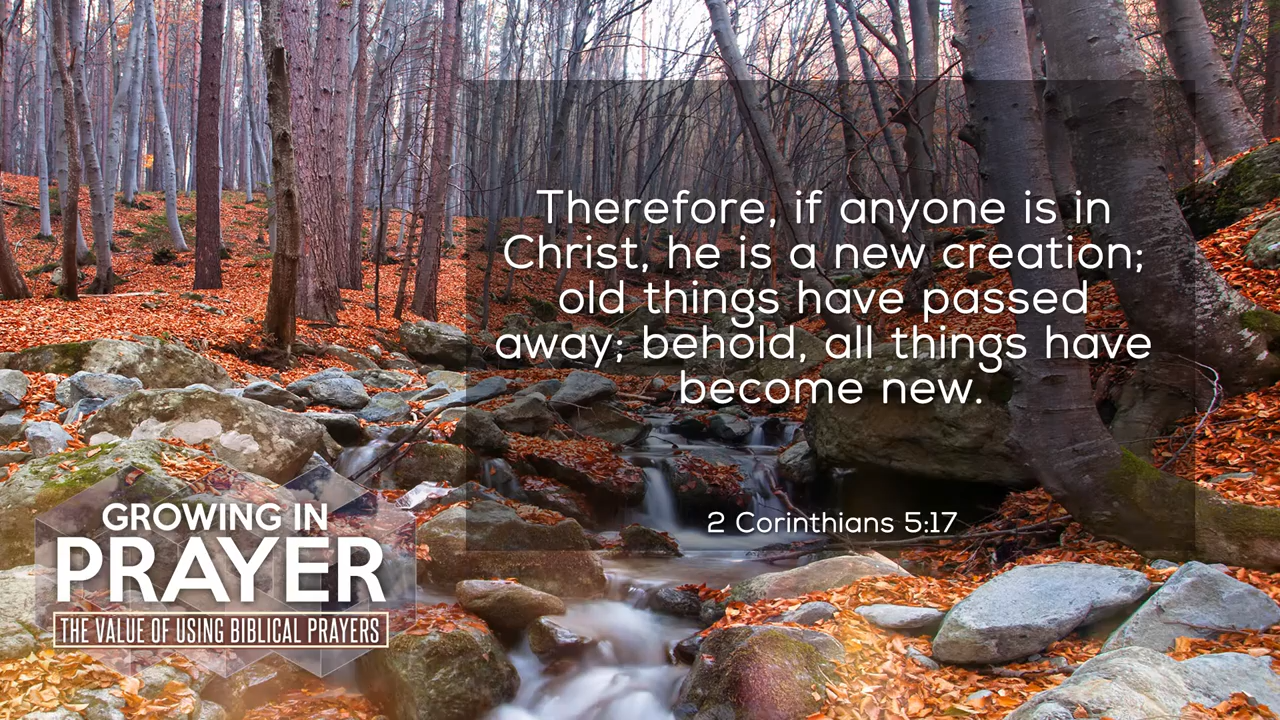 Therefore, if anyone is in
Christ, he is a new creation;
old things have passed
away; behold, all things have
become new.
2 Corinthians 5:17
GROWING IN
PRAYER
THE VALUE OF USING BIBLICAL PRAYERS